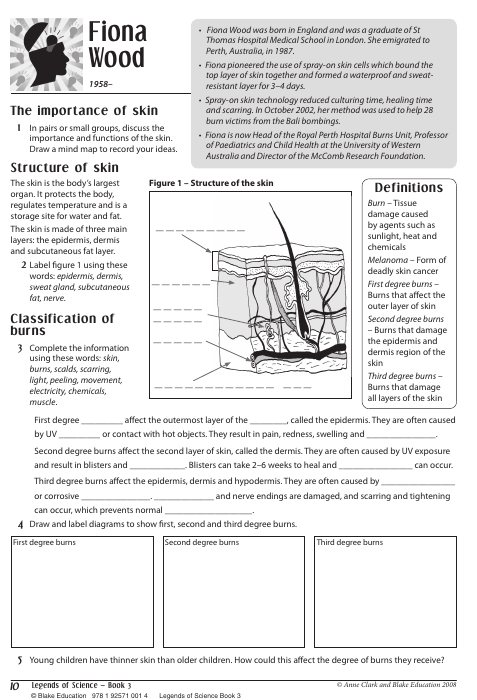 Fiona
Wood
1958–
• Fiona Wood was born in England and was a graduate of St
Thomas Hospital Medical School in London. She emigrated to
Perth, Australia, in 1987.
• Fiona pioneered the use of spray-on skin cells which bound the
top layer of skin together and formed a waterproof and sweat-
resistant layer for 3–4 days.
• Spray-on skin technology reduced culturing time, healing time
and scarring. In October 2002, her method was used to help 28
burn victims from the Bali bombings.
• Fiona is now Head of the Royal Perth Hospital Burns Unit, Professor
of Paediatrics and Child Health at the University of Western
Australia and Director of the McComb Research Foundation.
The importance of skin
1 In pairs or small groups, discuss the
importance and functions of the skin.
Draw a mind map to record your ideas.
Structure of skin
The skin is the body's largest
organ. It protects the body,
regulates temperature and is a
storage site for water and fat.
The skin is made of three main
layers: the epidermis, dermis
and subcutaneous fat layer.
2 Label figure 1 using these
words: epidermis, dermis,
sweat gland, subcutaneous
fat, nerve.
Figure 1 – Structure of the skin
Definitions
Burn – Tissue
damage caused
by agents such as
sunlight, heat and
chemicals
Melanoma – Form of
deadly skin cancer
First degree burns –
Burns that affect the
outer layer of skin
Second degree burns
– Burns that damage
the epidermis and
dermis region of the
skin
Third degree burns –
Burns that damage
all layers of the skin
Classification of
burns
3 Complete the information
using these words: skin,
burns, scalds, scarring,
light, peeling, movement,
electricity, chemicals,
muscle.
First degree ________ affect the outermost layer of the ________, called the epidermis. They are often caused
by UV ________ or contact with hot objects. They result in pain, redness, swelling and ______________.
Second degree burns affect the second layer of skin, called the dermis. They are often caused by UV exposure
and result in blisters and ___________. Blisters can take 2–6 weeks to heal and ______________ can occur.
Third degree burns affect the epidermis, dermis and hypodermis. They are often caused by ______________
or corrosive ________. ____________ and nerve endings are damaged, and scarring and tightening
can occur, which prevents normal _________________.
4 Draw and label diagrams to show first, second and third degree burns.
First degree burns
Second degree burns
Third degree burns
5 Young children have thinner skin than older children. How could this affect the degree of burns they receive?
10 Legends of Science – Book 3
© Anne Clark and Blake Education 2008
© Blake Education 978 1 92571 001 4 Legends of Science Book 3